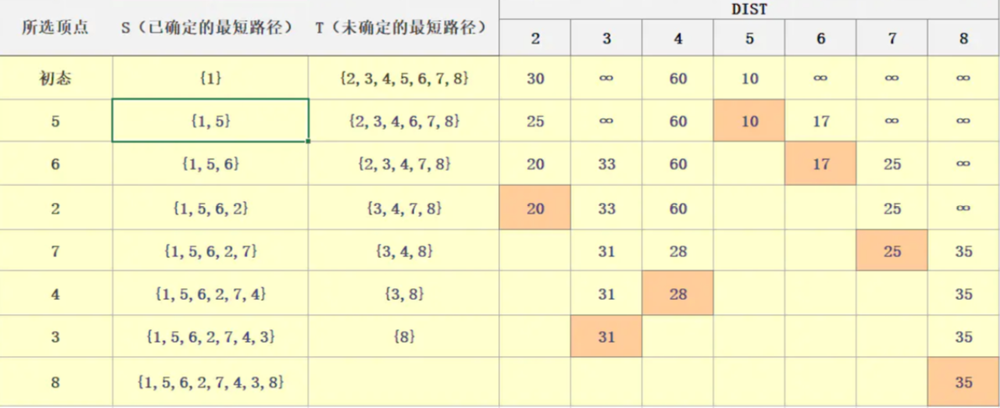 所选顶点 S（已确定的最短路径） T（未确定的最短路径） DIST
2 3 4 5 6 7 8
初态 {1} {2,3,4,5,6,7,8} 30 ∞ 60 10 ∞ ∞ ∞
5 {1,5} {2,3,4,6,7,8} 25 ∞ 60 10 17 ∞ ∞
6 {1,5,6} {2,3,4,7,8} 20 33 60 17 25 ∞
2 {1,5,6,2} {3,4,7,8} 20 33 60 25 ∞
7 {1,5,6,2,7} {3,4,8} 31 28 25 35
4 {1,5,6,2,7,4} {3,8} 31 28 35
3 {1,5,6,2,7,4,3} {8} 31 35
8 {1,5,6,2,7,4,3,8} 35